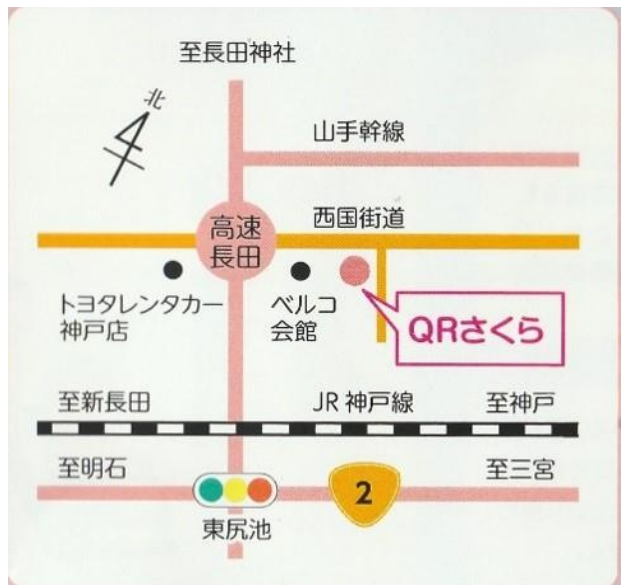 至長田神社
北
山手幹線
西国街道
高速
長田
トヨタレンタカー
神戸店
ベルコ
会館
QRさくら
至新長田
JR 神戸線
至神戸
至明石
2
至三宮
東尻池